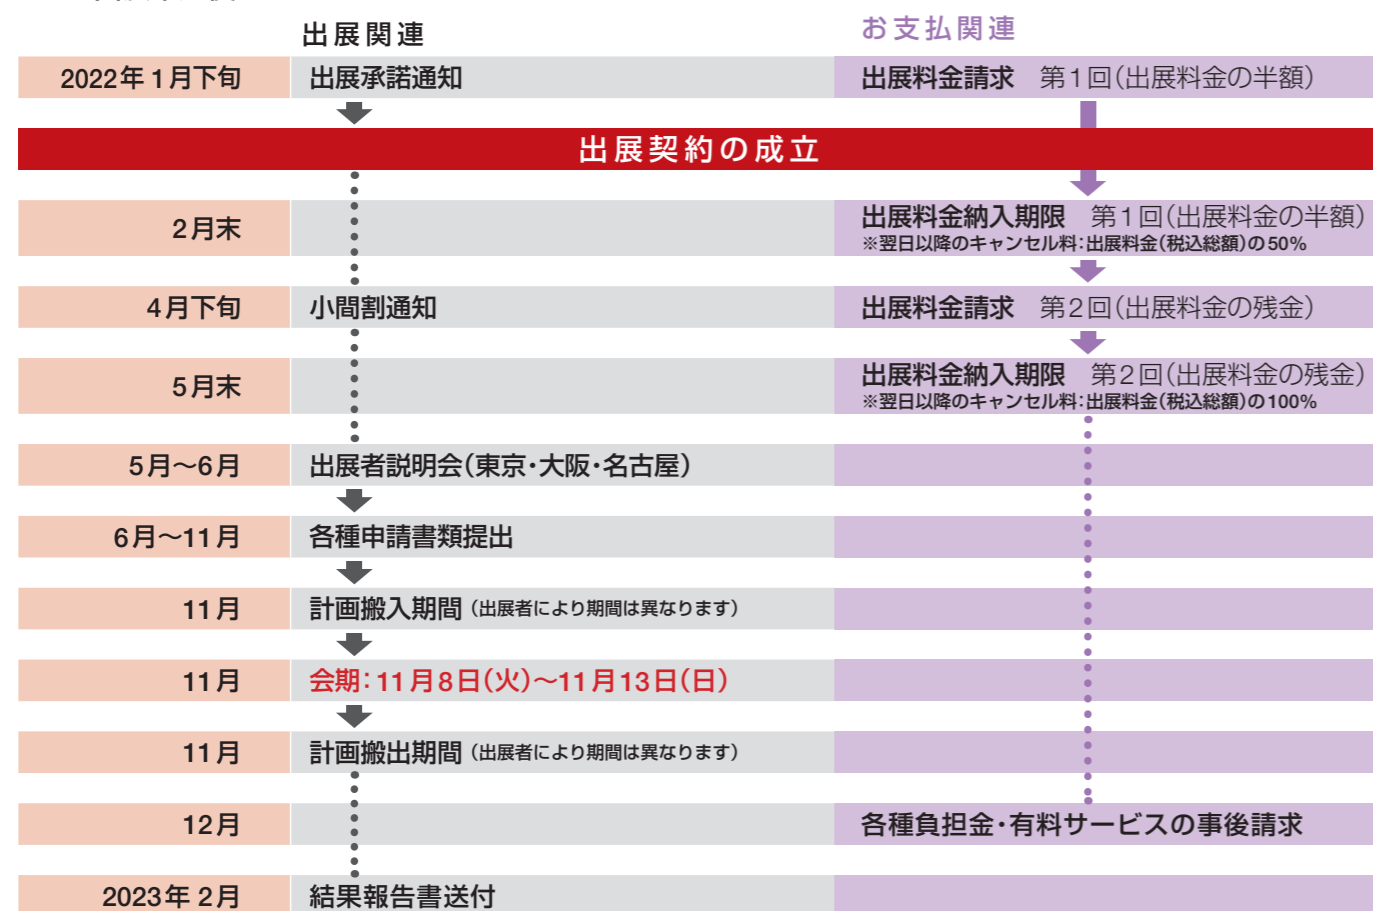 出展関連
お支払関連
2022年 1月下旬
出展承諾通知
出展料金請求 第1回(出展料金の半額)
出展契約の成立
2月末
出展料金納入期限 第1回(出展料金の半額)
※翌日以降のキャンセル料:出展料金(税込総額)の50%
4月下旬
小間割通知
出展料金請求 第2回(出展料金の残金)
5月末
出展料金納入期限 第2回(出展料金の残金)
※翌日以降のキャンセル料:出展料金(税込総額)の100%
5月〜6月
出展者説明会(東京・大阪・名古屋)
6月〜11月
各種申請書類提出
11月
計画搬入期間(出展者により期間は異なります)
11月
会期:11月8日(火)〜11月13日(日)
11月
計画搬出期間(出展者により期間は異なります)
12月
各種負担金・有料サービスの事後請求
2023年 2月
結果報告書送付